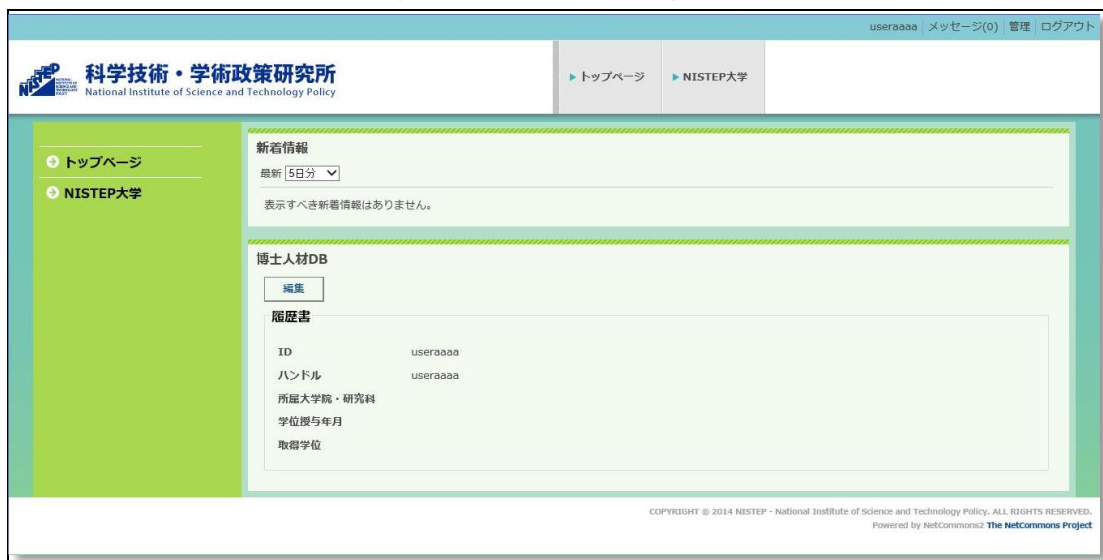 useraaaa メッセージ(0) 管理 ログアウト
NISTEP
科学技術・学術政策研究所
National Institute of Science and Technology Policy
トップページ
NISTEP大学
トップページ
NISTEP大学
新着情報
最新 5日分
表示すべき新着情報はありません。
博士人材DB
編集
履歴書
ID useraaaa
ハンドル useraaaa
所属大学院・研究科
学位授与年月
取得学位
COPYRIGHT © 2014 NISTEP - National Institute of Science and Technology Policy. ALL RIGHTS RESERVED.
Powered by NetCommons2 The NetCommons Project